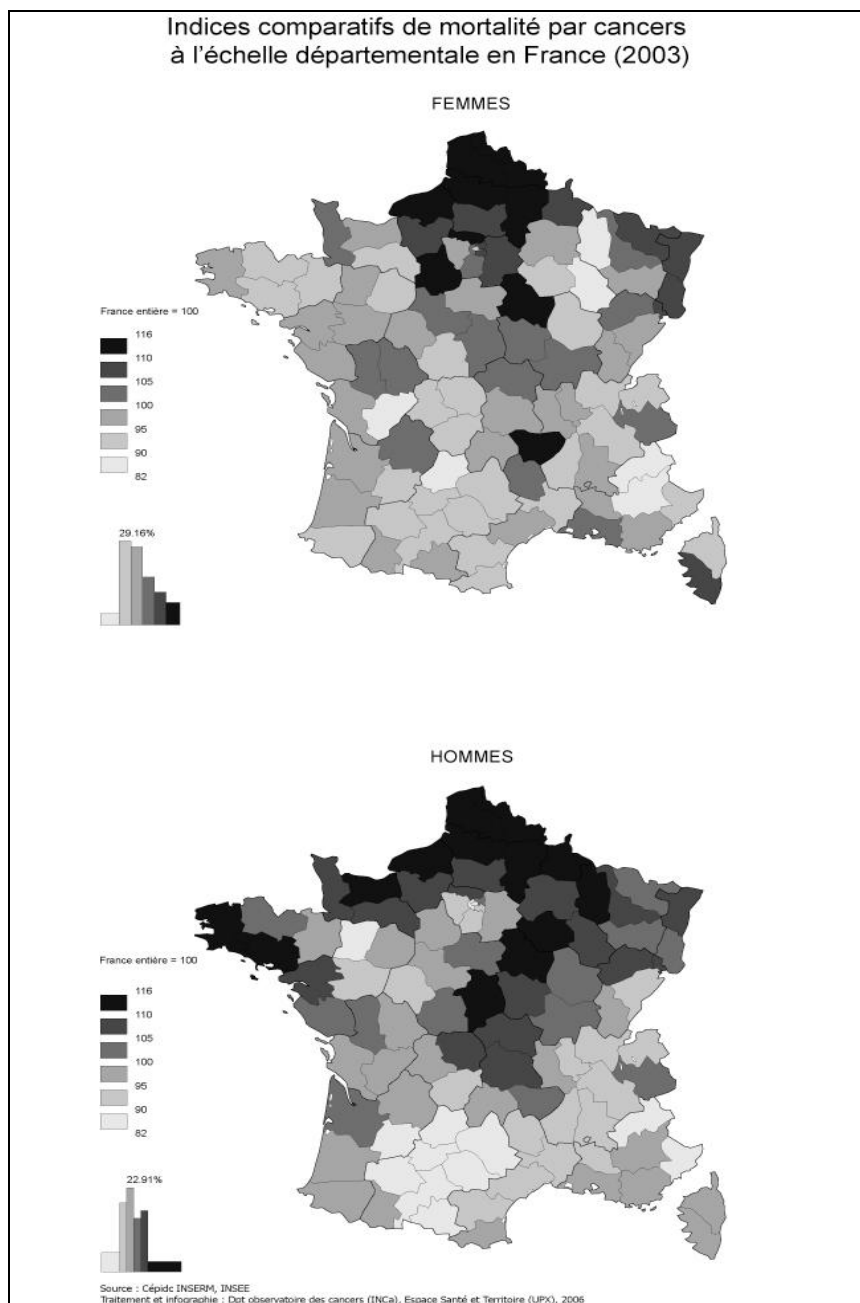 Indices comparatifs de mortalité par cancers
à l'échelle départementale en France (2003)
FEMMES
France entière = 100
116
110
105
100
95
90
82
29.16%
HOMMES
France entière = 100
116
110
105
100
95
90
82
22.91%
Source : Cépidc INSERM, INSEE
Traitement et infographie : Dpt observatoire des cancers (INCa), Espace Santé et Territoire (UPX), 2006